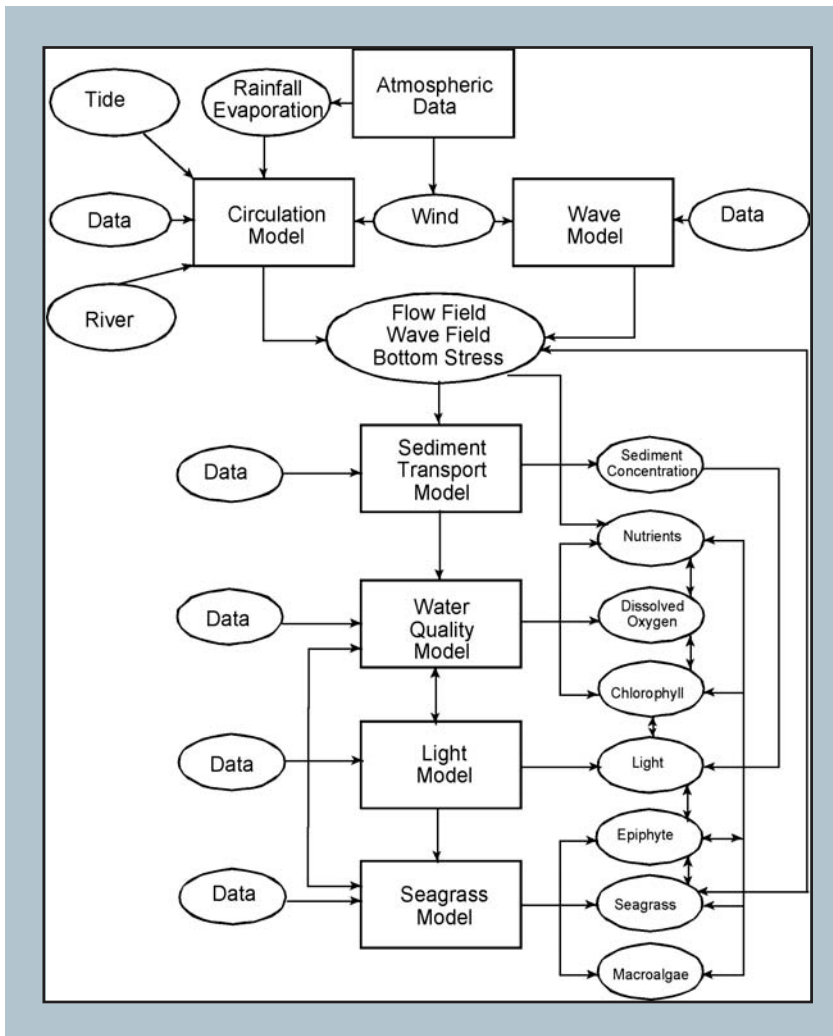 Tide
Rainfall
Evaporation
Atmospheric
Data
Data
Circulation
Model
Wind
Wave
Model
Data
River
Flow Field
Wave Field
Bottom Stress
Data
Sediment
Transport
Model
Sediment
Concentration
Nutrients
Data
Water
Quality
Model
Dissolved
Oxygen
Chlorophyll
Data
Light
Model
Light
Epiphyte
Data
Seagrass
Model
Seagrass
Macroalgae